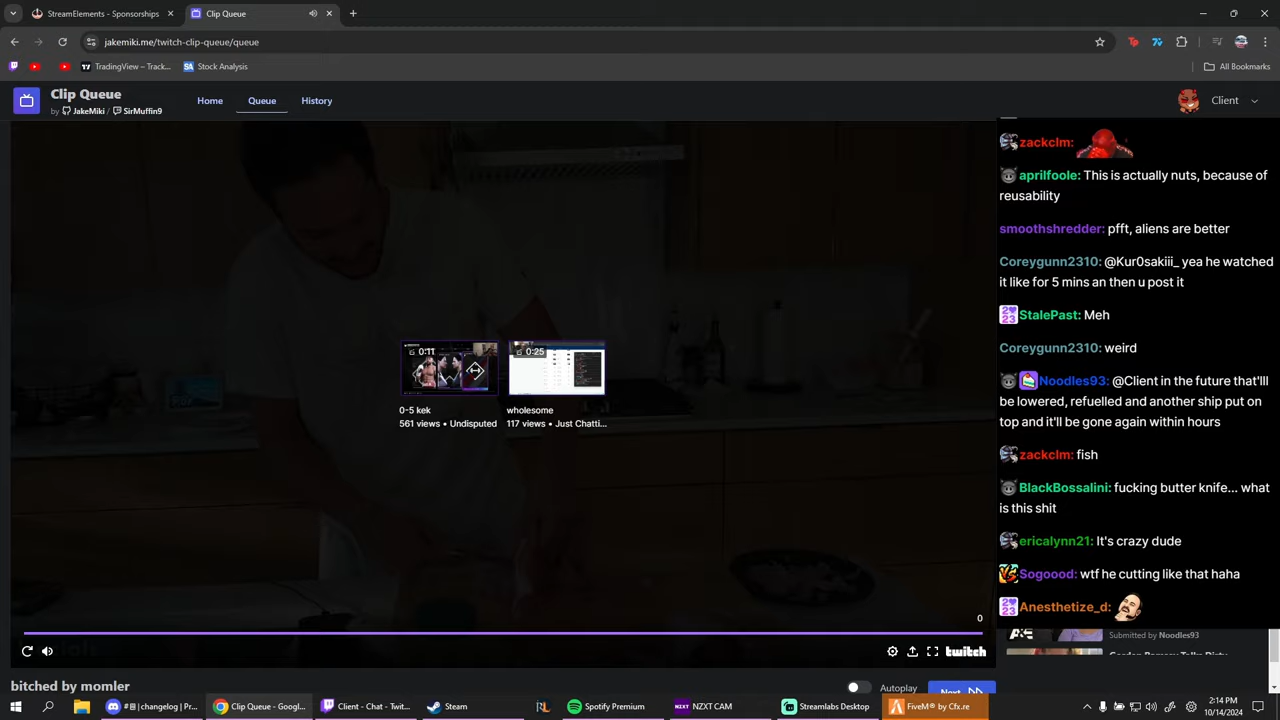 StreamElements - Sponsorships
Clip Queue
jakemiki.me/twitch-clip-queue/queue
TradingView – Track...
Stock Analysis
All Bookmarks
Clip Queue
by JakeMiki / SirMuffin9
Home
Queue
History
Client
zackclm:
aprilfoole: This is actually nuts, because of
reusability
smoothshredder: pfft, aliens are better
Coreygunn2310: @Kur0sakiii_ yea he watched
it like for 5 mins an then u post it
StalePast: Meh
Coreygunn2310: weird
Noodles93: @Client in the future that'll
be lowered, refuelled and another ship put on
top and it'll be gone again within hours
zackclm: fish
BlackBossalini: fucking butter knife... what
is this shit
ericalynn21: It's crazy dude
Sogoood: wtf he cutting like that haha
Anesthetize_d:
0:11
0:25
0-5 kek
561 views • Undisputed
wholesome
117 views • Just Chatti...
0
twitch
Submitted by Noodles93
Gordon Ramsay Talks Dirty
bitched by momler
Autoplay
Next
#🏢|changelog | P...
Clip Queue - Googl...
Client - Chat - Twit...
Steam
Spotify Premium
NZXT CAM
Streamlabs Desktop
FiveM® by Cfx.re
2:14 PM
10/14/2024